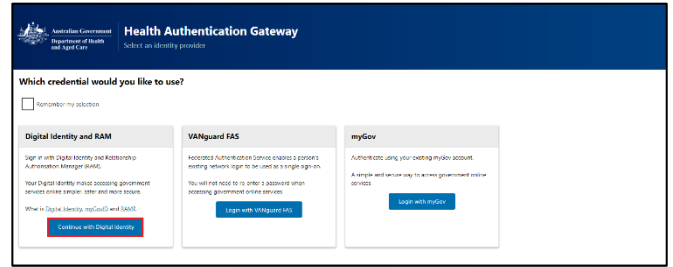 Australian Government
Department of Health
and Aged Care
Health Authentication Gateway
Select an identity provider
Which credential would you like to use?
Remember my selection
Digital Identity and RAM
Sign in with Digital Identity and Relationship
Authorisation Manager (RAM).
Your Digital Identity makes accessing government
services online simpler, safer and more secure.
What is Digital Identity, myGovID and RAM?
Continue with Digital Identity
VANguard FAS
Federated Authentication Service enables a person's
existing network login to be used as a single sign-on.
You will not need to re-enter a password when
accessing government online services
Login with VANguard FAS
myGov
Authenticate using your existing myGov account.
A simple and secure way to access government online
services
Login with myGov